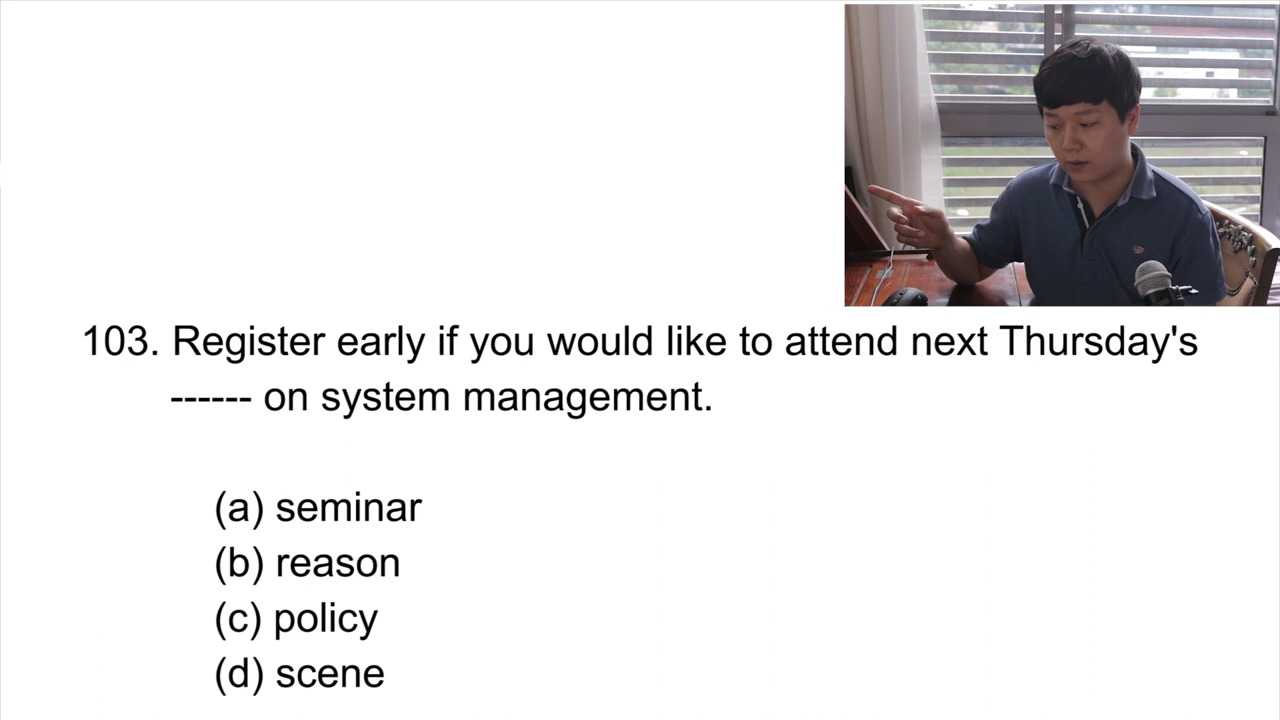 103. Register early if you would like to attend next Thursday's
------ on system management.
(a) seminar
(b) reason
(c) policy
(d) scene